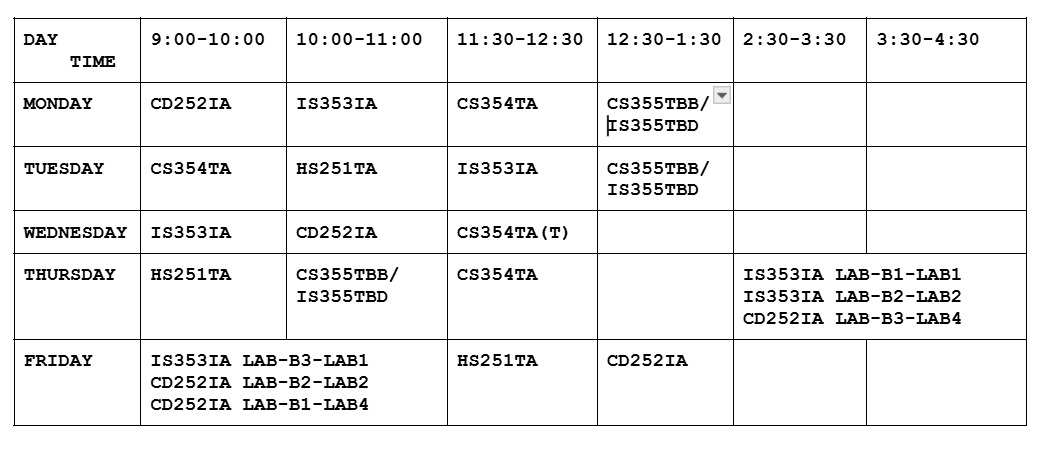 DAY 9:00-10:00 10:00-11:00 11:30-12:30 12:30-1:30 2:30-3:30 3:30-4:30
TIME
MONDAY CD252IA IS353IA CS354TA CS355TBB/
IS355TBD
TUESDAY CS354TA HS251TA IS353IA CS355TBB/
IS355TBD
WEDNESDAY IS353IA CD252IA CS354TA(T)
THURSDAY HS251TA CS355TBB/ CS354TA IS353IA LAB-B1-LAB1
IS355TBD IS353IA LAB-B2-LAB2
CD252IA LAB-B3-LAB4
FRIDAY IS353IA LAB-B3-LAB1 HS251TA CD252IA
CD252IA LAB-B2-LAB2
CD252IA LAB-B1-LAB4